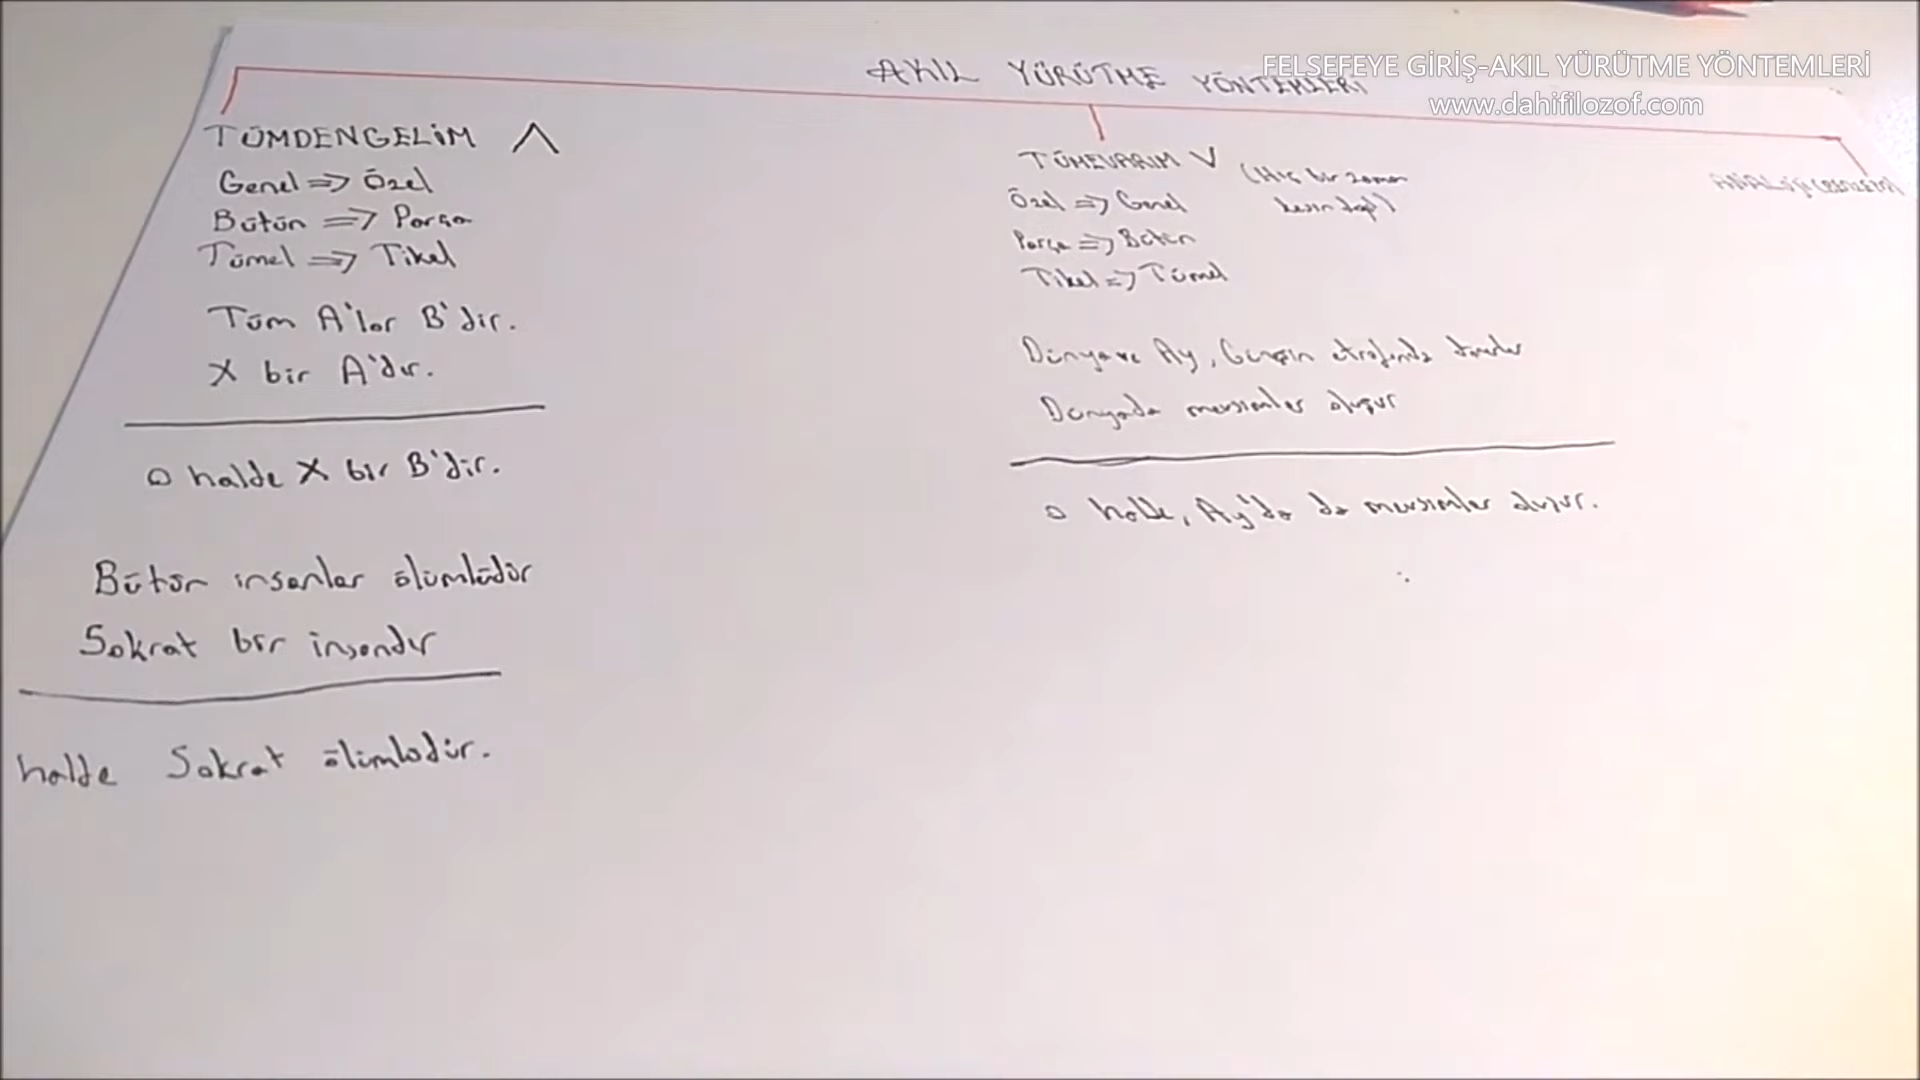 FELSEFEYE GİRİŞ-AKIL YÜRÜTME YÖNTEMLERİ
www.dahifilozof.com
AKIL YÜRÜTME YÖNTEMLERİ
TÜMDENGELİM Λ
Genel => Özel
Bütün => Parça
Tümel => Tikel
Tüm A'lar B'dir.
X bir A'dır.
O halde X bir B'dir.
Bütün insanlar ölümlüdür
Sokrat bir insandır
halde Sokrat ölümlüdür.
TÜMEVARIM V (Hiç bir zaman
kesin değil)
Özel => Genel
Parça => Bütün
Tikel => Tümel
Dünya ve Ay, Güneşin etrafında dönerler
Dünyada mevsimler oluşur
O halde, Ay'da da mevsimler oluşur.
ANALOJİ (BENZETİM)